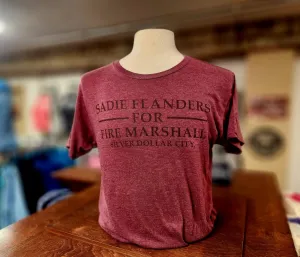 SADIE FLANDERS
FOR
FIRE MARSHALL
SILVER DOLLAR CITY